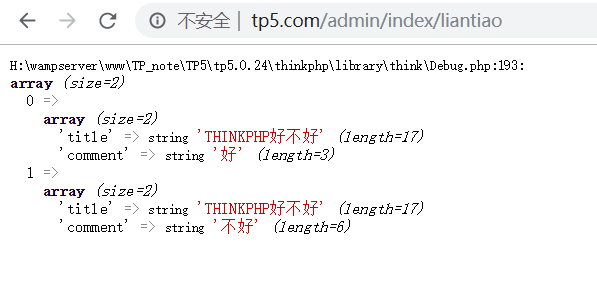 不安全 | tp5.com/admin/index/liantiao
H:\wampserver\www\TP_note\TP5\tp5.0.24\thinkphp\library\think\Debug.php:193:
array (size=2)
0 =>
array (size=2)
'title' => string 'THINKPHP好不好' (length=17)
'comment' => string '好' (length=3)
1 =>
array (size=2)
'title' => string 'THINKPHP好不好' (length=17)
'comment' => string '不好' (length=6)